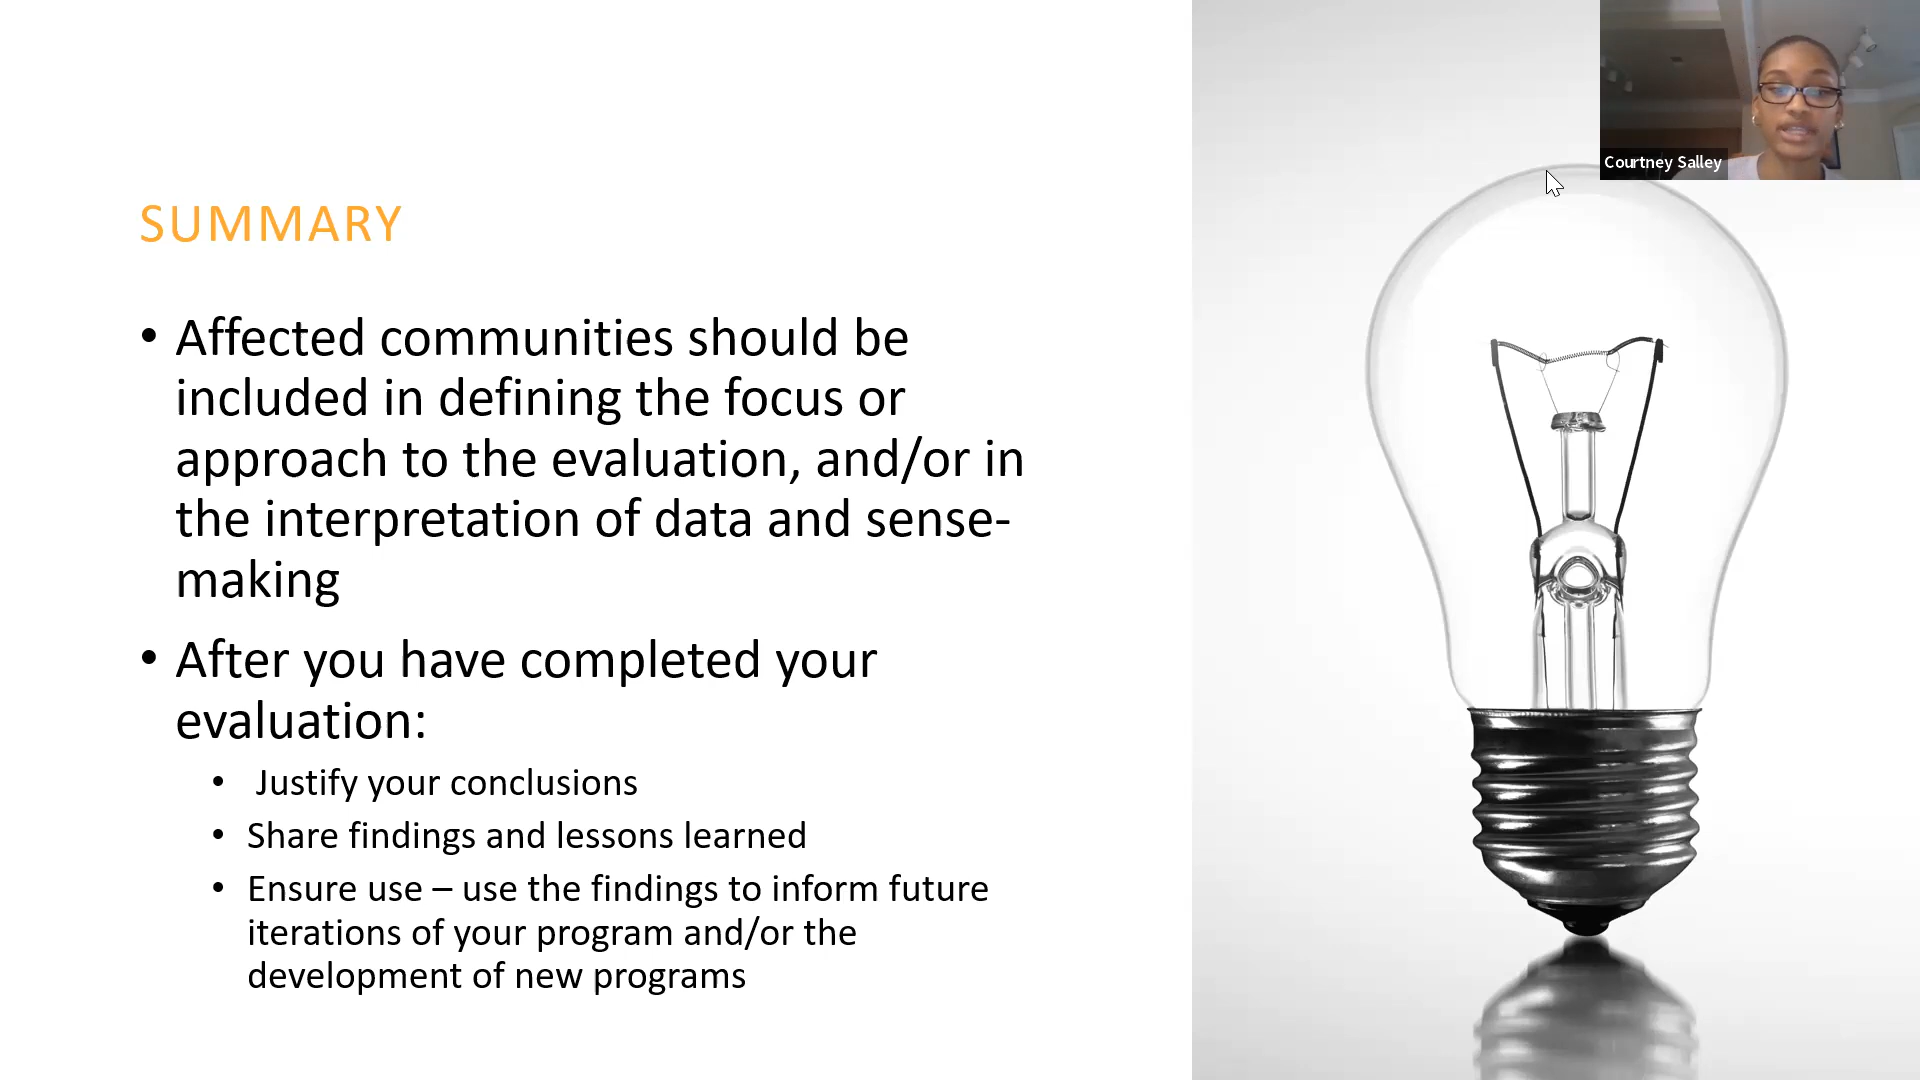 SUMMARY
• Affected communities should be
included in defining the focus or
approach to the evaluation, and/or in
the interpretation of data and sense-
making
• After you have completed your
evaluation:
• Justify your conclusions
• Share findings and lessons learned
• Ensure use – use the findings to inform future
iterations of your program and/or the
development of new programs
Courtney Salley